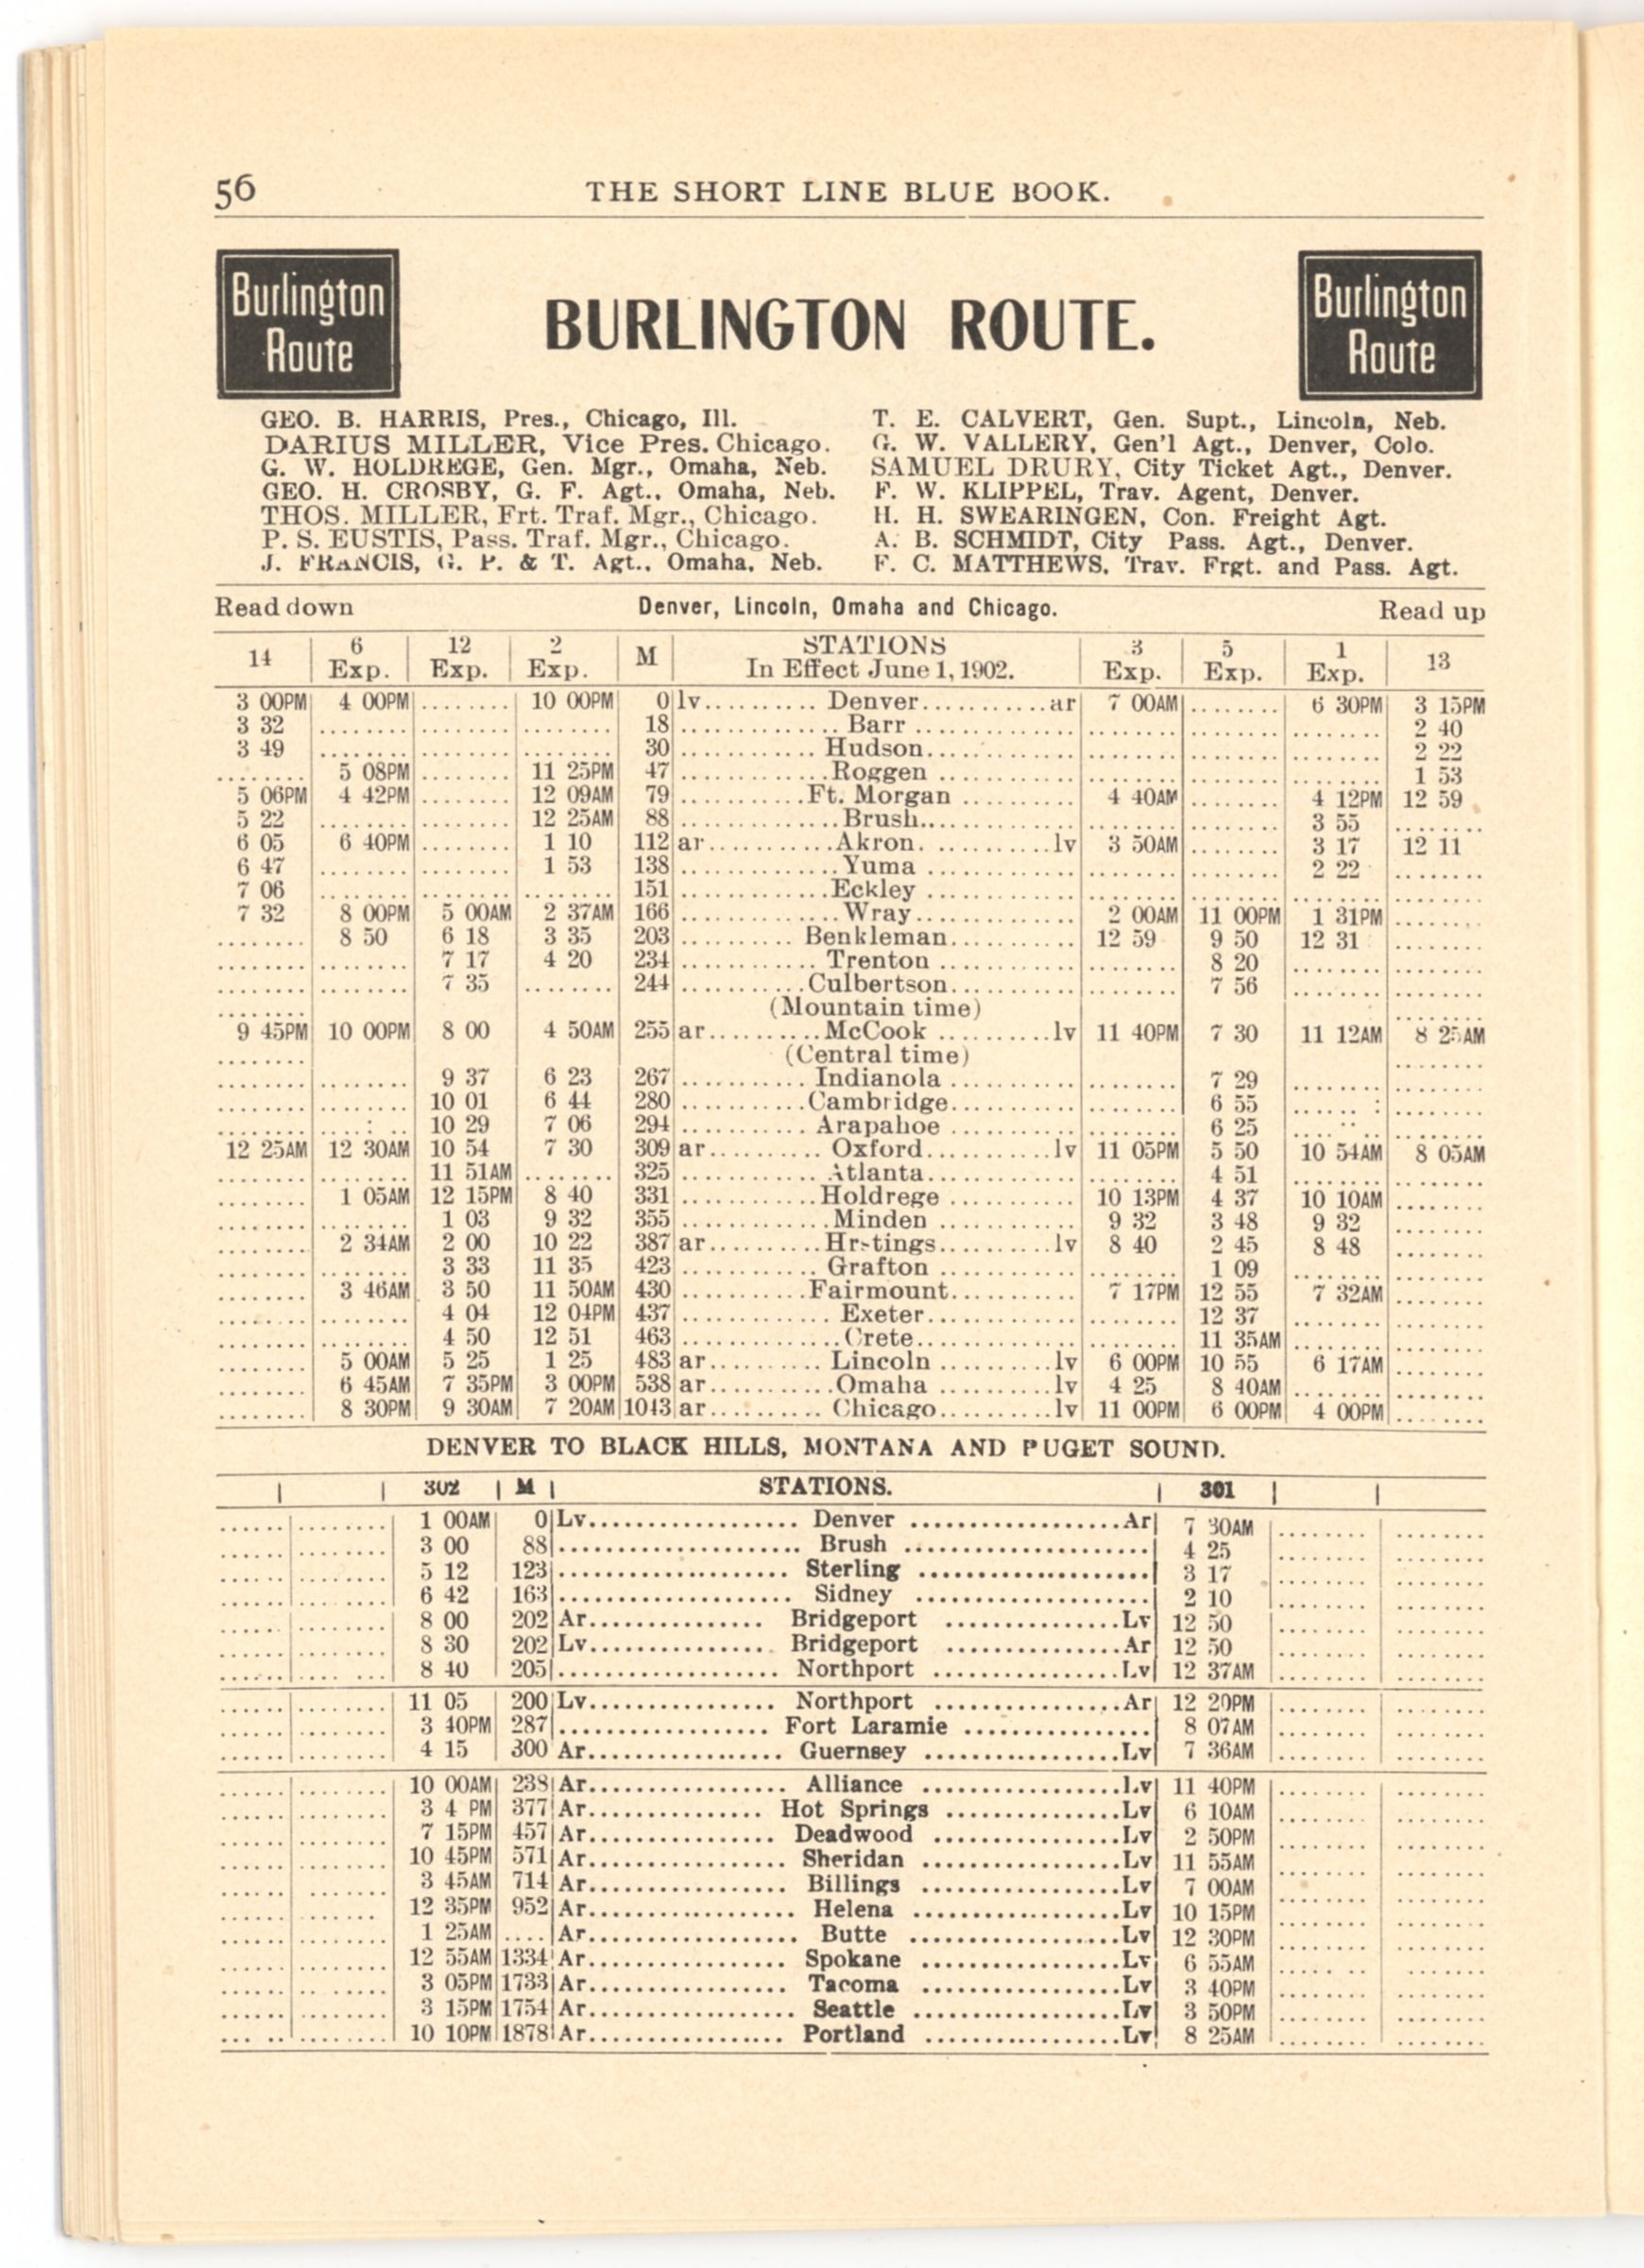 56 THE SHORT LINE BLUE BOOK.
Burlington Route
BURLINGTON ROUTE.
Burlington Route
GEO. B. HARRIS, Pres., Chicago, Ill. T. E. CALVERT, Gen. Supt., Lincoln, Neb.
DARIUS MILLER, Vice Pres. Chicago. G. W. VALLERY, Gen'l Agt., Denver, Colo.
G. W. HOLDREGE, Gen. Mgr., Omaha, Neb. SAMUEL DRURY, City Ticket Agt., Denver.
GEO. H. CROSBY, G. F. Agt., Omaha, Neb. F. W. KLIPPEL, Trav. Agent, Denver.
THOS. MILLER, Frt. Traf. Mgr., Chicago. H. H. SWEARINGEN, Con. Freight Agt.
P. S. EUSTIS, Pass. Traf. Mgr., Chicago. A. B. SCHMIDT, City Pass. Agt., Denver.
J. FRANCIS, G. P. & T. Agt., Omaha, Neb. F. C. MATTHEWS, Trav. Frgt. and Pass. Agt.
Read down Denver, Lincoln, Omaha and Chicago. Read up
14 6 Exp. 12 Exp. 2 Exp. M STATIONS In Effect June 1, 1902. 3 Exp. 5 Exp. 1 Exp. 13
3 00PM 4 00PM ........ 10 00PM 0 lv.......... Denver...........ar 7 00AM ........ 6 30PM 3 15PM
3 32 ........ ........ ........ 18 .............. Barr .............. ........ ........ ........ 2 40
3 49 ........ ........ ........ 30 ............ Hudson............. ........ ........ ........ 2 22
........ 5 08PM ........ 11 25PM 47 .............Roggen ............ ........ ........ ........ 1 53
5 06PM 4 42PM ........ 12 09AM 79 ...........Ft. Morgan .......... 4 40AM ........ 4 12PM 12 59
5 22 ........ ........ 12 25AM 88 ..............Brush.............. ........ ........ 3 55 ........
6 05 6 40PM ........ 1 10 112 ar...........Akron. ...........lv 3 50AM ........ 3 17 12 11
6 47 ........ ........ 1 53 138 ..............Yuma .............. ........ ........ 2 22 ........
7 06 ........ ........ ........ 151 .............Eckley ............ ........ ........ ........ ........
7 32 8 00PM 5 00AM 2 37AM 166 ..............Wray.............. 2 00AM 11 00PM 1 31PM ........
........ 8 50 6 18 3 35 203 ........... Benkleman........... 12 59 9 50 12 31 ........
........ ........ 7 17 4 20 234 ............ Trenton ............ ........ 8 20 ........ ........
........ ........ 7 35 ........ 244 ...........Culbertson........... ........ 7 56 ........ ........
........ (Mountain time) ........
9 45PM 10 00PM 8 00 4 50AM 255 ar..........McCook ..........lv 11 40PM 7 30 11 12AM 8 25AM
........ (Central time) ........
........ ........ 9 37 6 23 267 ........... Indianola ........... ........ 7 29 ........ ........
........ ........ 10 01 6 44 280 ...........Cambridge........... ........ 6 55 ........ ........
........ ........ 10 29 7 06 294 ........... Arapahoe ........... ........ 6 25 ........ ........
12 25AM 12 30AM 10 54 7 30 309 ar.......... Oxford...........lv 11 05PM 5 50 10 54AM 8 05AM
........ ........ 11 51AM ........ 325 .............Atlanta............. ........ 4 51 ........ ........
........ 1 05AM 12 15PM 8 40 331 ............Holdrege ........... 10 13PM 4 37 10 10AM ........
........ ........ 1 03 9 32 355 .............Minden ............ 9 32 3 48 9 32 ........
........ 2 34AM 2 00 10 22 387 ar..........Hr-tings...........lv 8 40 2 45 8 48 ........
........ ........ 3 33 11 35 423 ............ Grafton ............ ........ 1 09 ........ ........
........ 3 46AM 3 50 11 50AM 430 ...........Fairmount........... 7 17PM 12 55 7 32AM ........
........ ........ 4 04 12 04PM 437 ............. Exeter............. ........ 12 37 ........ ........
........ ........ 4 50 12 51 463 ..............Crete.............. ........ 11 35AM ........ ........
........ 5 00AM 5 25 1 25 483 ar.......... Lincoln ..........lv 6 00PM 10 55 6 17AM ........
........ 6 45AM 7 35PM 3 00PM 538 ar...........Omaha ..........lv 4 25 8 40AM ........ ........
........ 8 30PM 9 30AM 7 20AM 1043 ar.......... Chicago..........lv 11 00PM 6 00PM 4 00PM ........
DENVER TO BLACK HILLS, MONTANA AND PUGET SOUND.
302 M STATIONS. 301
1 00AM 0 Lv.................. Denver ..................Ar 7 30AM
3 00 88 ..................... Brush ..................... 4 25
5 12 123 .................... Sterling .................... 3 17
6 42 163 ..................... Sidney .................... 2 10
8 00 202 Ar............... Bridgeport ...............Lv 12 50
8 30 202 Lv............... Bridgeport ...............Ar 12 50
8 40 205 ................... Northport ................Lv 12 37AM
11 05 200 Lv................ Northport ................Ar 12 20PM
3 40PM 287 .................. Fort Laramie ................ 8 07AM
4 15 300 Ar................. Guernsey .................Lv 7 36AM
10 00AM 238 Ar................. Alliance .................Lv 11 40PM
3 4 PM 377 Ar............... Hot Springs ...............Lv 6 10AM
7 15PM 457 Ar................ Deadwood ................Lv 2 50PM
10 45PM 571 Ar................. Sheridan .................Lv 11 55AM
3 45AM 714 Ar................. Billings .................Lv 7 00AM
12 35PM 952 Ar.................. Helena ..................Lv 10 15PM
1 25AM .... Ar.................. Butte ..................Lv 12 30PM
12 55AM 1334 Ar................. Spokane .................Lv 6 55AM
3 05PM 1733 Ar................. Tacoma .................Lv 3 40PM
3 15PM 1754 Ar.................. Seattle ..................Lv 3 50PM
10 10PM 1878 Ar................. Portland .................Lv 8 25AM